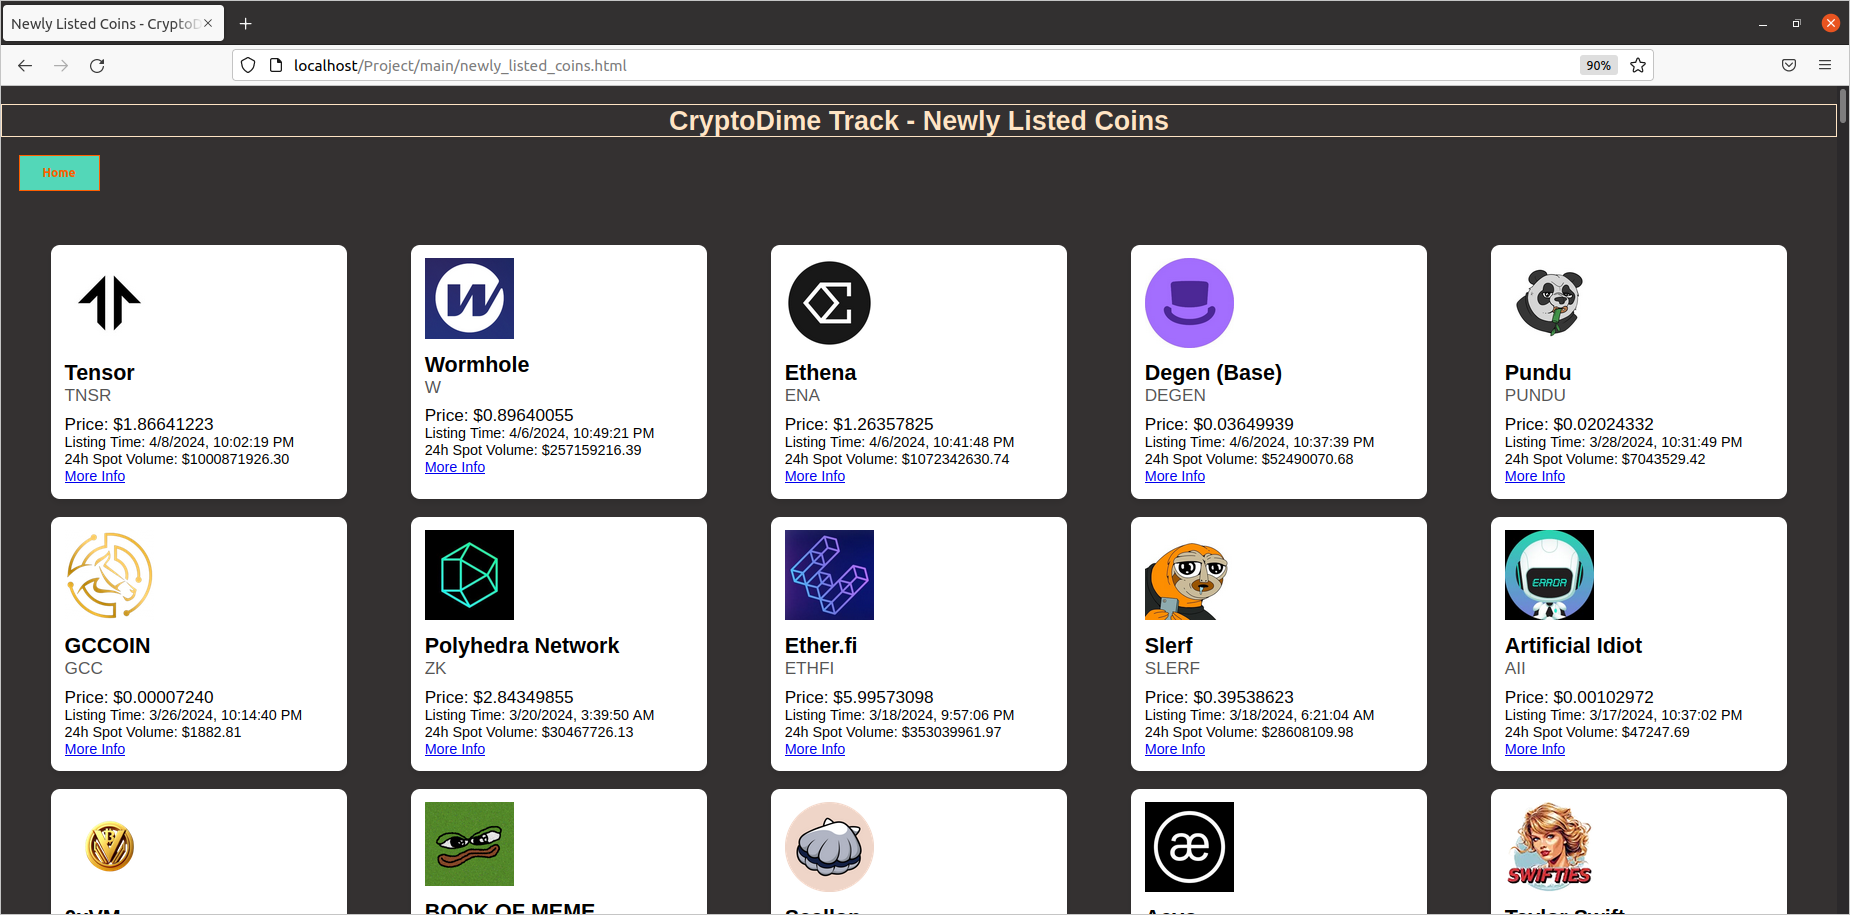 Newly Listed Coins - CryptoD
localhost/Project/main/newly_listed_coins.html
90%
CryptoDime Track - Newly Listed Coins
Home
Tensor
TNSR
Price: $1.86641223
Listing Time: 4/8/2024, 10:02:19 PM
24h Spot Volume: $1000871926.30
More Info
W
Wormhole
W
Price: $0.89640055
Listing Time: 4/6/2024, 10:49:21 PM
24h Spot Volume: $257159216.39
More Info
Ethena
ENA
Price: $1.26357825
Listing Time: 4/6/2024, 10:41:48 PM
24h Spot Volume: $1072342630.74
More Info
Degen (Base)
DEGEN
Price: $0.03649939
Listing Time: 4/6/2024, 10:37:39 PM
24h Spot Volume: $52490070.68
More Info
Pundu
PUNDU
Price: $0.02024332
Listing Time: 3/28/2024, 10:31:49 PM
24h Spot Volume: $7043529.42
More Info
GCCOIN
GCC
Price: $0.00007240
Listing Time: 3/26/2024, 10:14:40 PM
24h Spot Volume: $1882.81
More Info
Polyhedra Network
ZK
Price: $2.84349855
Listing Time: 3/20/2024, 3:39:50 AM
24h Spot Volume: $30467726.13
More Info
Ether.fi
ETHFI
Price: $5.99573098
Listing Time: 3/18/2024, 9:57:06 PM
24h Spot Volume: $353039961.97
More Info
Slerf
SLERF
Price: $0.39538623
Listing Time: 3/18/2024, 6:21:04 AM
24h Spot Volume: $28608109.98
More Info
ERROR
Artificial Idiot
AII
Price: $0.00102972
Listing Time: 3/17/2024, 10:37:02 PM
24h Spot Volume: $47247.69
More Info
BOOK OF MEME
æ
SWIFTIES
Taylor Swift